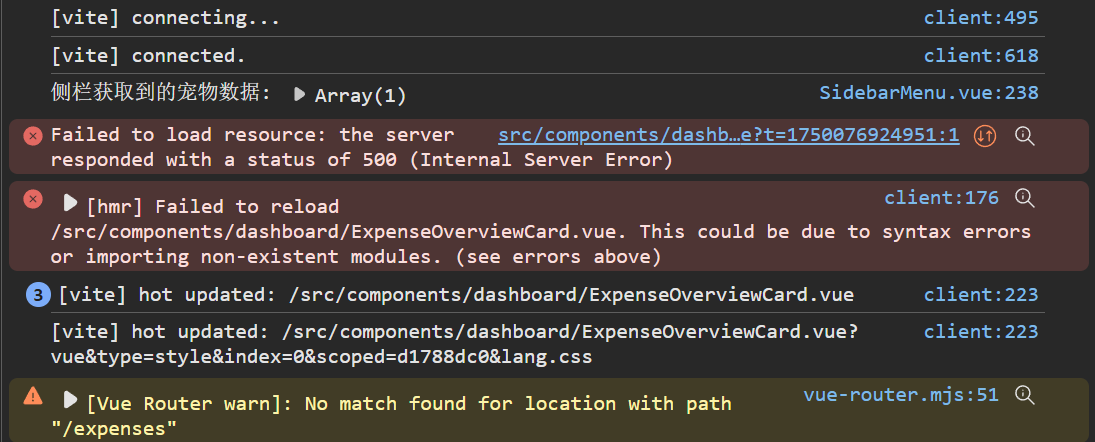 [vite] connecting... client:495
[vite] connected. client:618
侧栏获取到的宠物数据: ▶ Array(1) SidebarMenu.vue:238
Failed to load resource: the server src/components/dashb…e?t=1750076924951:1
responded with a status of 500 (Internal Server Error)
▶ [hmr] Failed to reload client:176
/src/components/dashboard/ExpenseOverviewCard.vue. This could be due to syntax errors
or importing non-existent modules. (see errors above)
3 [vite] hot updated: /src/components/dashboard/ExpenseOverviewCard.vue client:223
[vite] hot updated: /src/components/dashboard/ExpenseOverviewCard.vue? client:223
vue&type=style&index=0&scoped=d1788dc0&lang.css
▶ [Vue Router warn]: No match found for location with path vue-router.mjs:51
"/expenses"